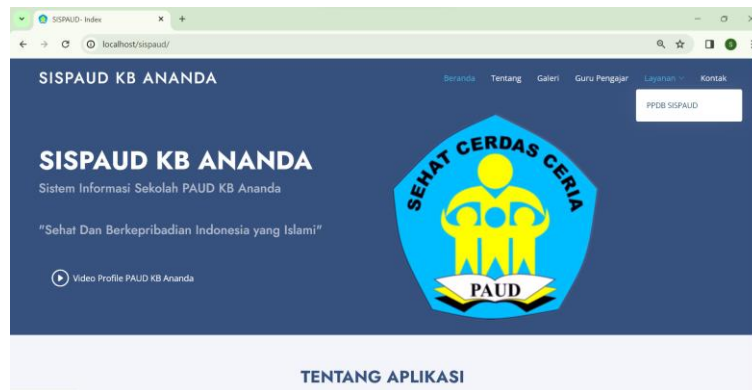 SISPAUD- Index
localhost/sispaud/
S
SISPAUD KB ANANDA
Beranda Tentang Galeri Guru Pengajar Layanan Kontak
PPDB SISPAUD
SISPAUD KB ANANDA
Sistem Informasi Sekolah PAUD KB Ananda
"Sehat Dan Berkepribadian Indonesia yang Islami"
Video Profile PAUD KB Ananda
SEHAT CERDAS CERIA
PAUD
TENTANG APLIKASI